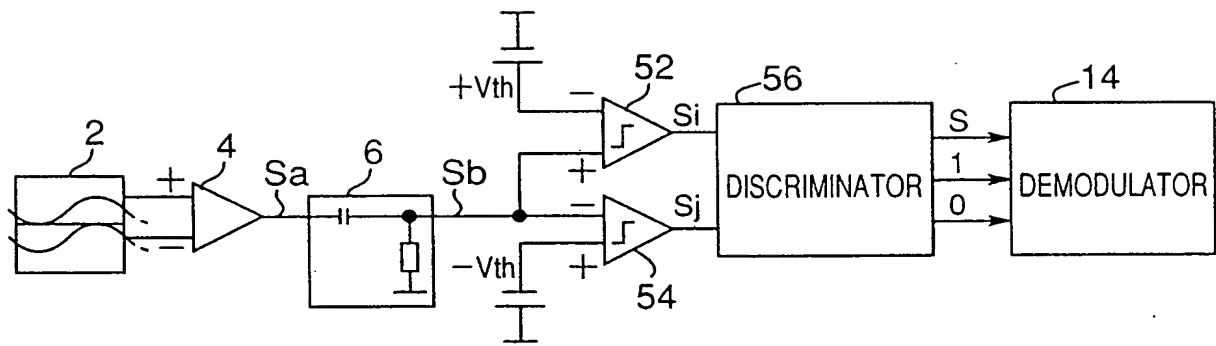 2
+
−
4
Sa
6
Sb
+Vth
−
+
52
Si
−Vth
−
+
54
Sj
56
DISCRIMINATOR
S
1
0
14
DEMODULATOR